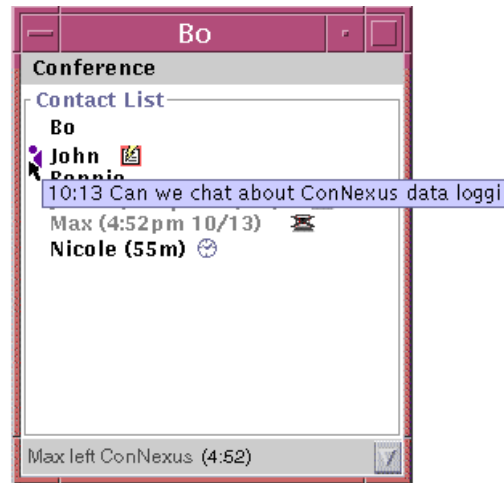 Bo
Conference
Contact List
Bo
John
Bonnie
10:13 Can we chat about ConNexus data loggi
Max (4:52pm 10/13)
Nicole (55m)
Max left ConNexus (4:52)